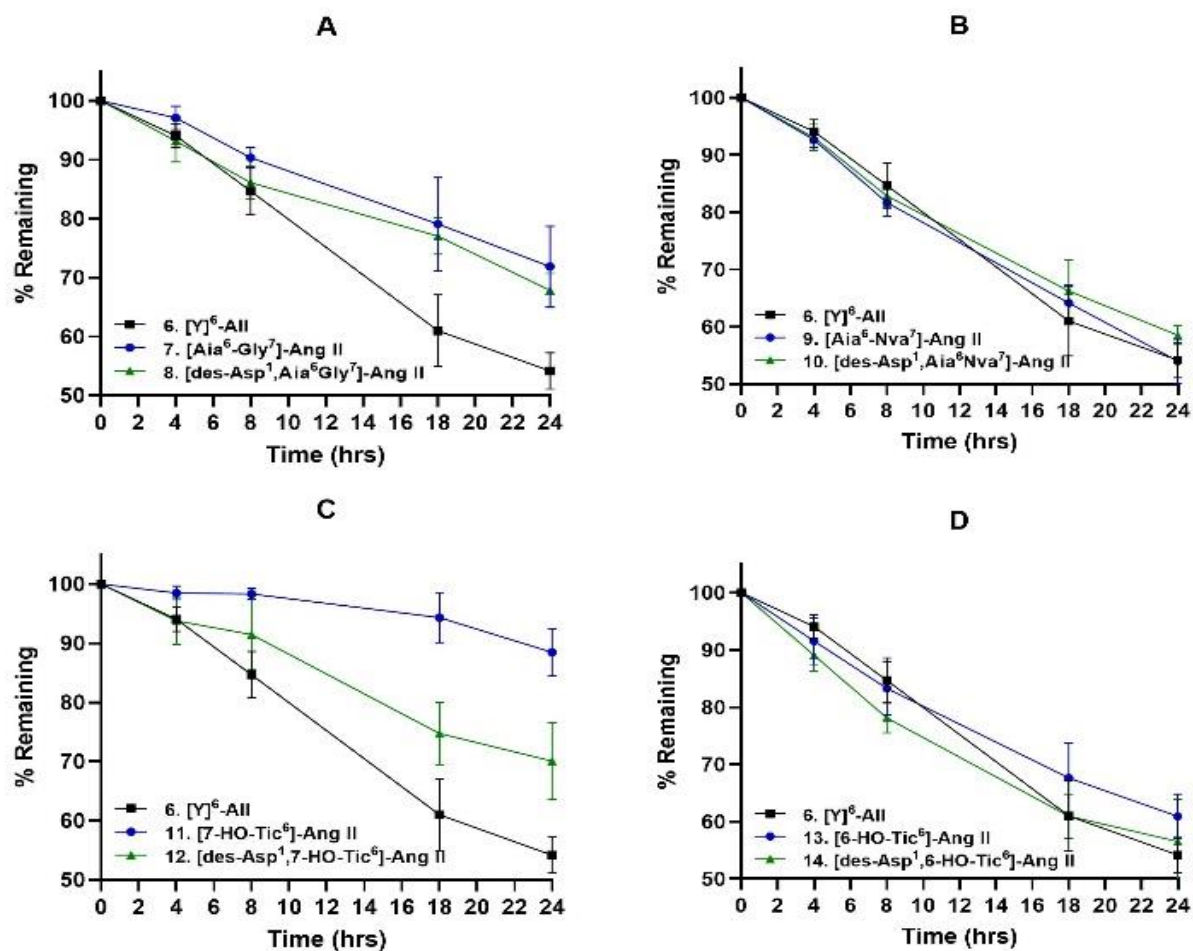 A
% Remaining
100
90
80
70
60
50
6. [Y]⁶-AII
7. [Aia⁶-Gly⁷]-Ang II
8. [des-Asp¹,Aia⁶Gly⁷]-Ang II
0 2 4 6 8 10 12 14 16 18 20 22 24
Time (hrs)
B
% Remaining
100
90
80
70
60
50
6. [Y]⁶-AII
9. [Aia⁶-Nva⁷]-Ang II
10. [des-Asp¹,Aia⁶Nva⁷]-Ang II
0 2 4 6 8 10 12 14 16 18 20 22 24
Time (hrs)
C
% Remaining
100
90
80
70
60
50
6. [Y]⁶-AII
11. [7-HO-Tic⁶]-Ang II
12. [des-Asp¹,7-HO-Tic⁶]-Ang II
0 2 4 6 8 10 12 14 16 18 20 22 24
Time (hrs)
D
% Remaining
100
90
80
70
60
50
6. [Y]⁶-AII
13. [6-HO-Tic⁶]-Ang II
14. [des-Asp¹,6-HO-Tic⁶]-Ang II
0 2 4 6 8 10 12 14 16 18 20 22 24
Time (hrs)